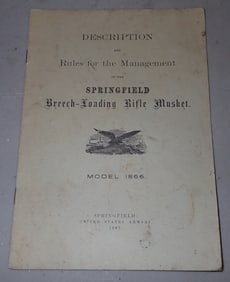 DESCRIPTION
AND
Rules for the Management
OF THE
SPRINGFIELD
Breech-Loading Rifle Musket.
MODEL 1866.
SPRINGFIELD:
UNITED STATES ARMORY